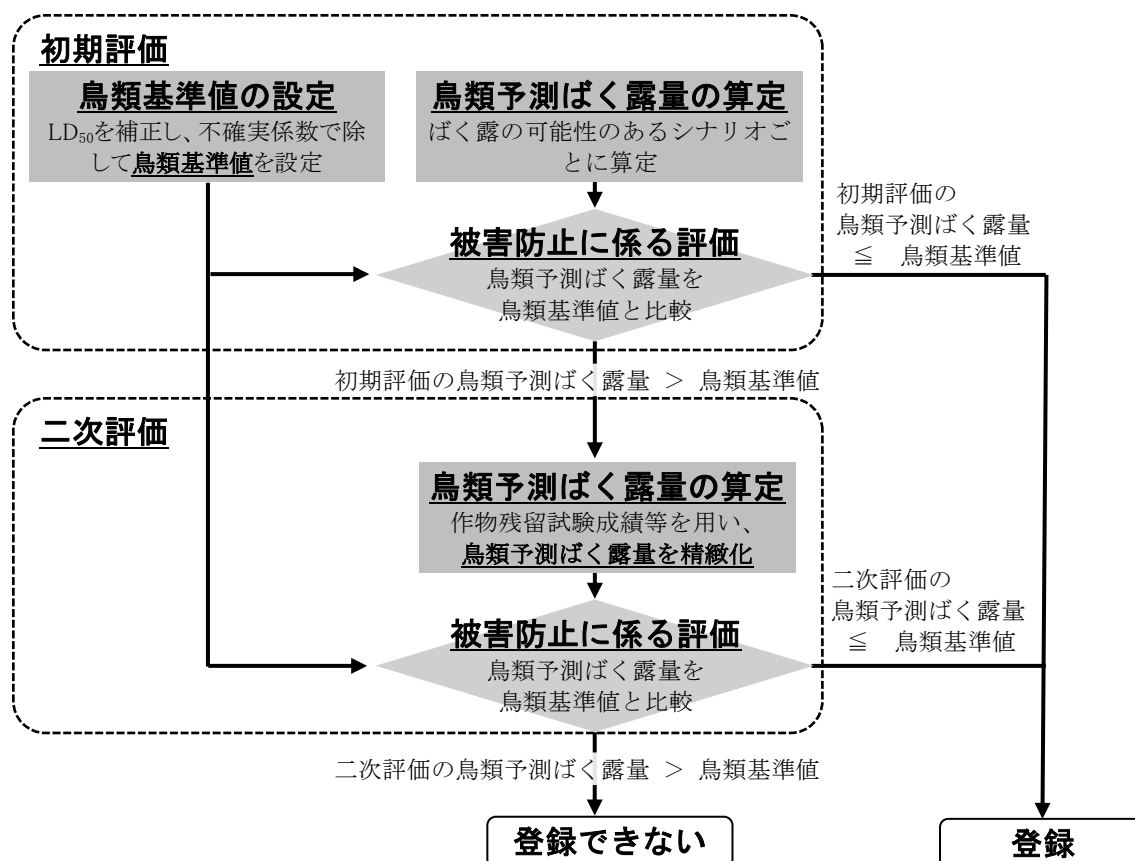 初期評価
鳥類基準値の設定
LD50を補正し、不確実係数で除
して鳥類基準値を設定
鳥類予測ばく露量の算定
ばく露の可能性のあるシナリオご
とに算定
被害防止に係る評価
鳥類予測ばく露量を
鳥類基準値と比較
初期評価の
鳥類予測ばく露量
≦ 鳥類基準値
初期評価の鳥類予測ばく露量 > 鳥類基準値
二次評価
鳥類予測ばく露量の算定
作物残留試験成績等を用い、
鳥類予測ばく露量を精緻化
被害防止に係る評価
鳥類予測ばく露量を
鳥類基準値と比較
二次評価の
鳥類予測ばく露量
≦ 鳥類基準値
二次評価の鳥類予測ばく露量 > 鳥類基準値
登録できない
登録